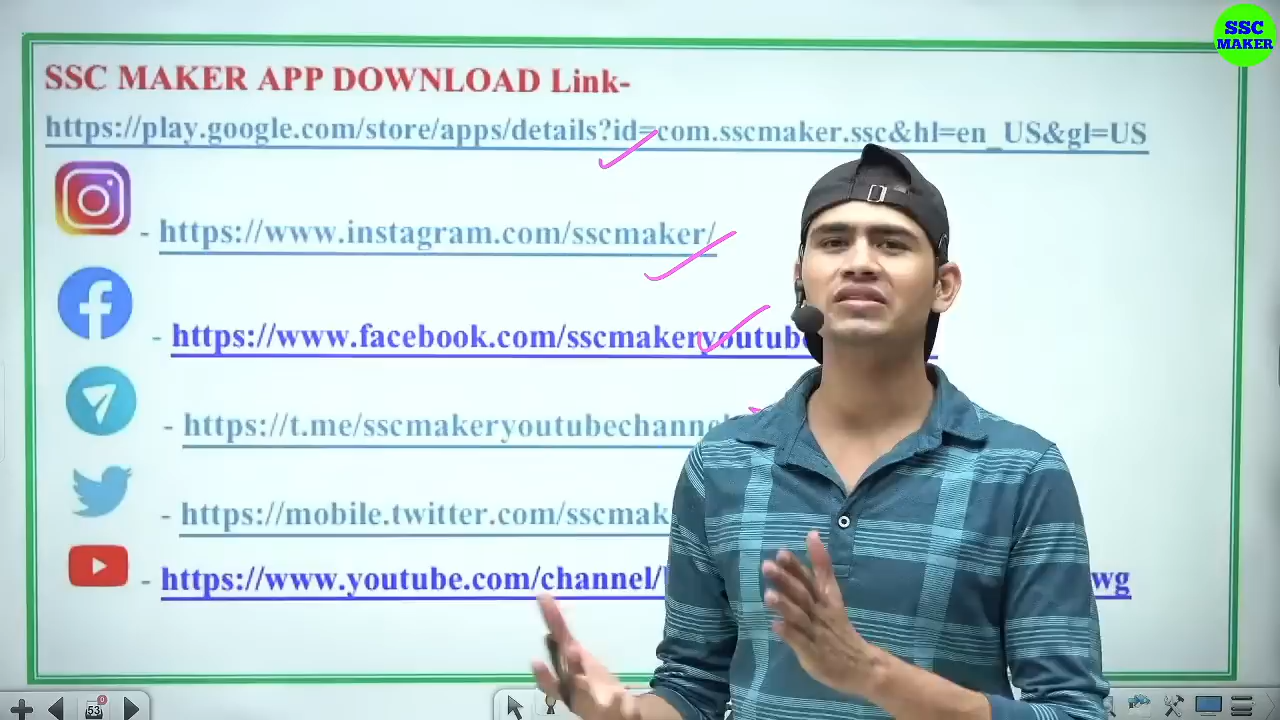 SSC MAKER
SSC MAKER APP DOWNLOAD Link-
https://play.google.com/store/apps/details?id=com.sscmaker.ssc&hl=en_US&gl=US
- https://www.instagram.com/sscmaker/
- https://www.facebook.com/sscmakeryoutub
- https://t.me/sscmakeryoutubechanne
- https://mobile.twitter.com/sscmak
- https://www.youtube.com/channel/ wg
53